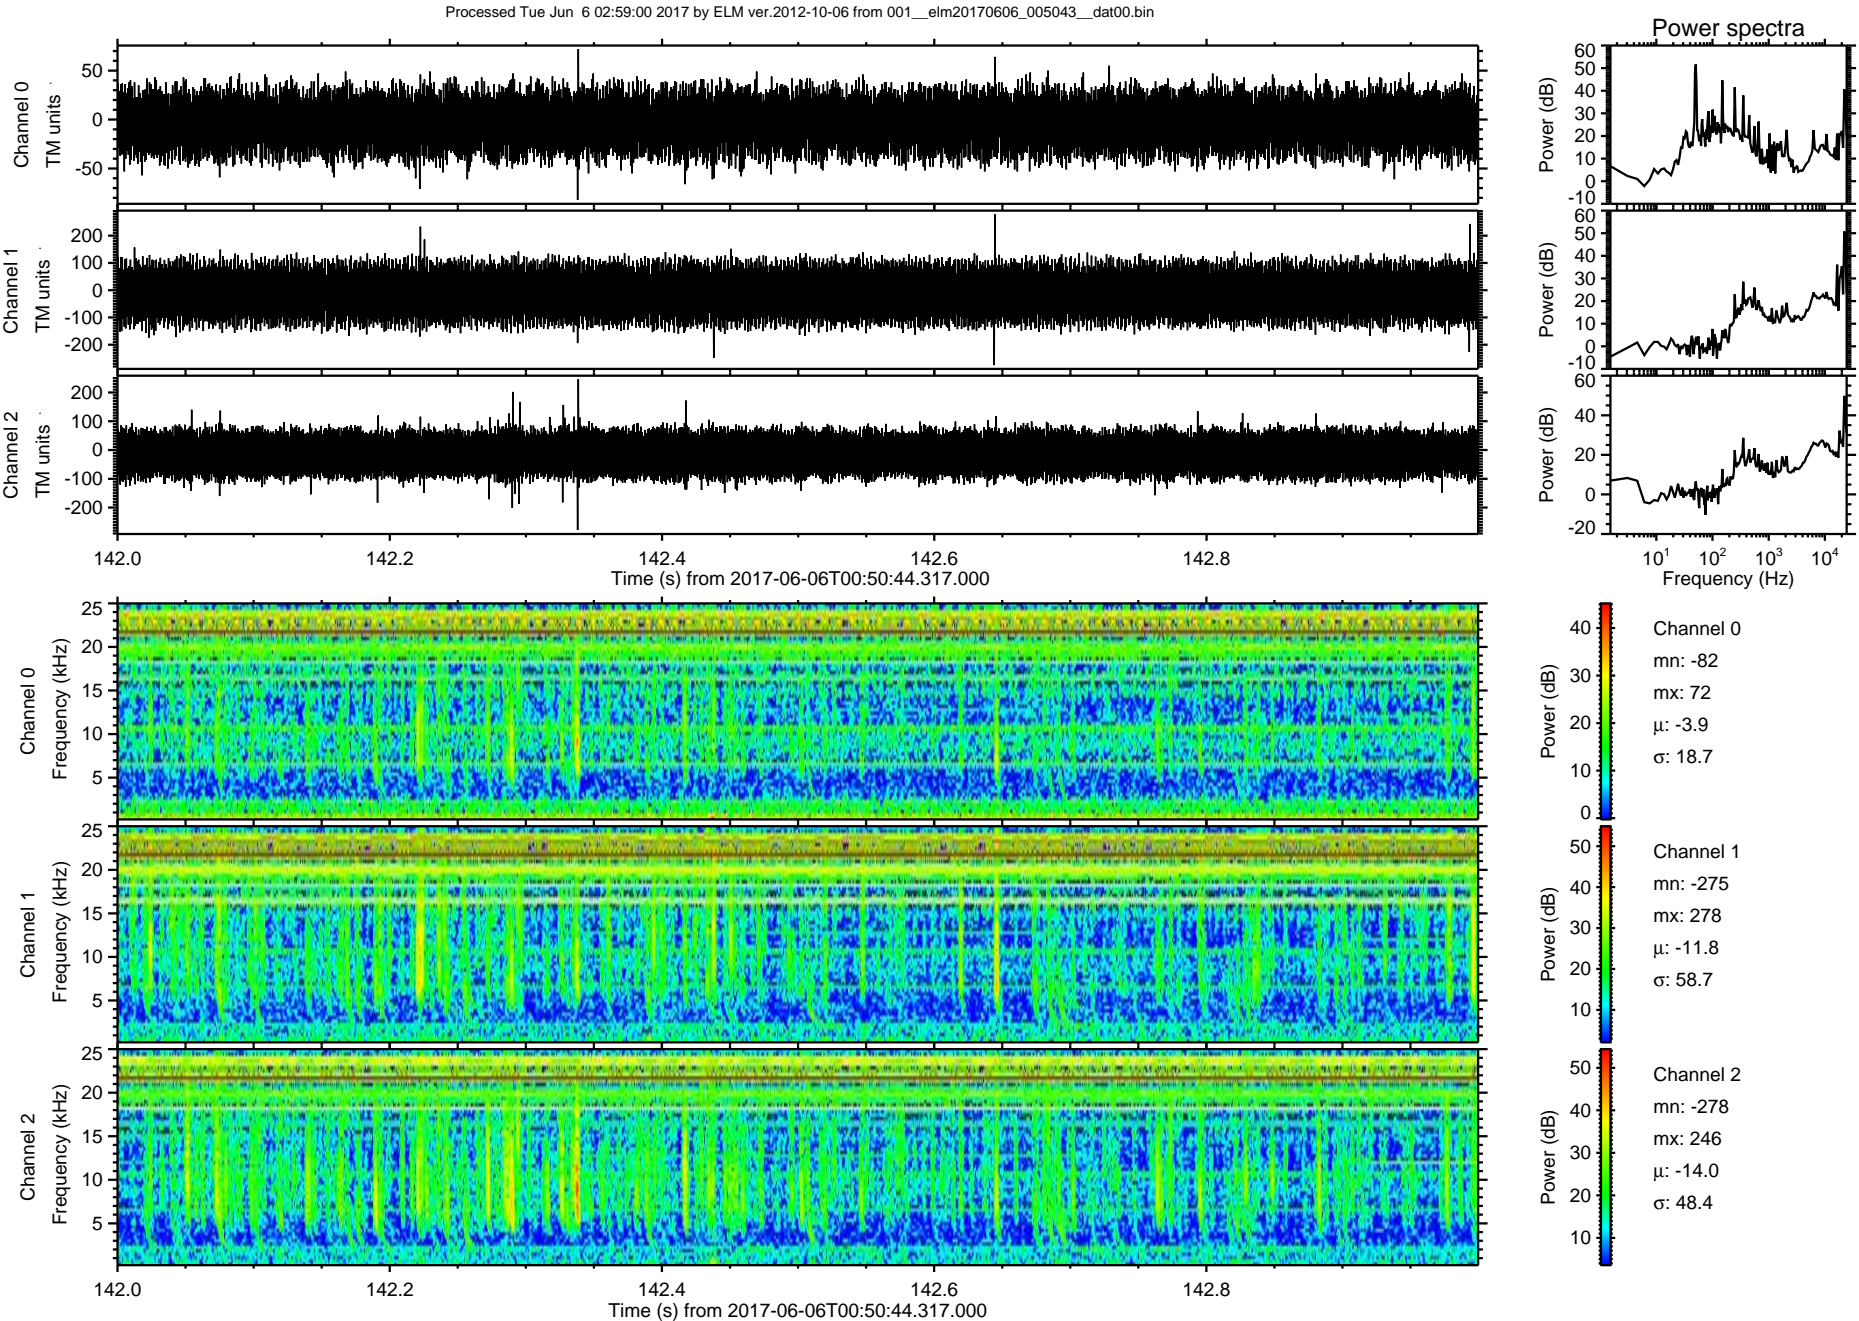 Processed Tue Jun  6 02:59:00 2017 by ELM ver.2012-10-06 from 001__elm20170606_005043__dat00.bin
Power spectra
Channel 0
TM units
50
0
-50
Power (dB)
60
50
40
30
20
10
0
-10
Channel 1
TM units
200
100
0
-100
-200
Power (dB)
60
50
40
30
20
10
0
-10
Channel 2
TM units
200
100
0
-100
-200
Power (dB)
60
40
20
0
-20
142.0 142.2 142.4 142.6 142.8
Time (s) from 2017-06-06T00:50:44.317.000
10^1 10^2 10^3 10^4
Frequency (Hz)
Channel 0
Frequency (kHz)
25
20
15
10
5
Power (dB)
40
30
20
10
0
Channel 0
mn: -82
mx: 72
μ: -3.9
σ: 18.7
Channel 1
Frequency (kHz)
25
20
15
10
5
Power (dB)
50
40
30
20
10
Channel 1
mn: -275
mx: 278
μ: -11.8
σ: 58.7
Channel 2
Frequency (kHz)
25
20
15
10
5
Power (dB)
50
40
30
20
10
Channel 2
mn: -278
mx: 246
μ: -14.0
σ: 48.4
142.0 142.2 142.4 142.6 142.8
Time (s) from 2017-06-06T00:50:44.317.000